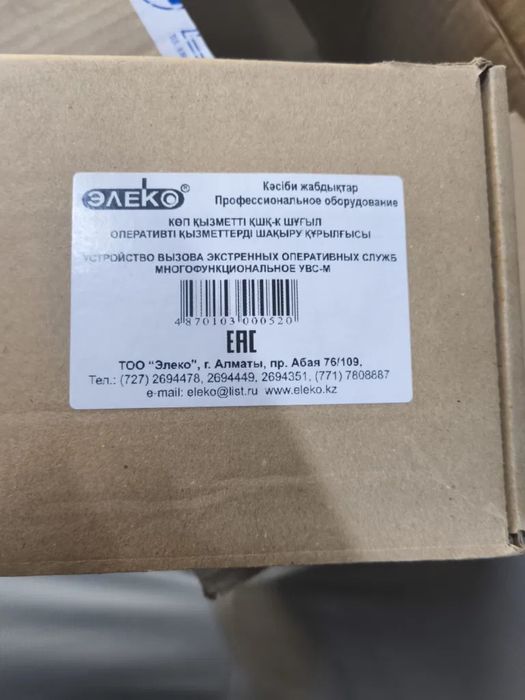 ЭЛЕКО®
Кәсіби жабдықтар
Профессиональное оборудование
КӨП ҚЫЗМЕТТІ ҚШҚ-К ШҰҒЫЛ
ОПЕРАТИВТІ ҚЫЗМЕТТЕРДІ ШАҚЫРУ ҚҰРЫЛҒЫСЫ
УСТРОЙСТВО ВЫЗОВА ЭКСТРЕННЫХ ОПЕРАТИВНЫХ СЛУЖБ
МНОГОФУНКЦИОНАЛЬНОЕ УВС-М
4870103000520
ЕАС
ТОО "Элеко", г. Алматы, пр. Абая 76/109,
Тел.: (727) 2694478, 2694449, 2694351, (771) 7808887
e-mail: eleko@list.ru www.eleko.kz